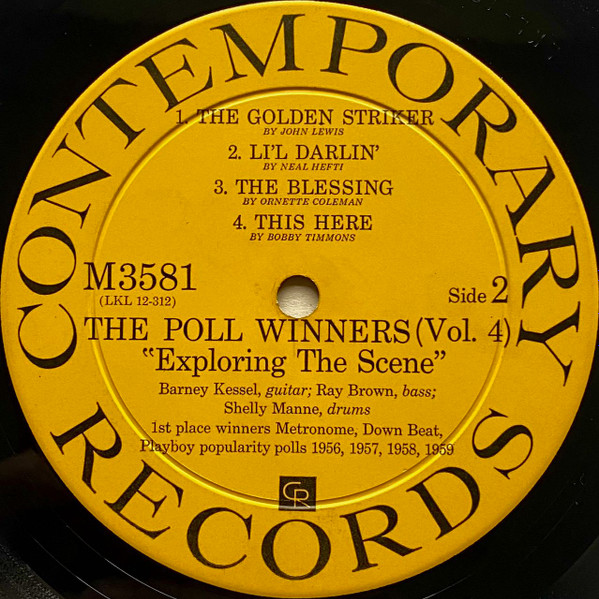 CONTEMPORARY
1. THE GOLDEN STRIKER
BY JOHN LEWIS
2. LI'L DARLIN'
BY NEAL HEFTI
3. THE BLESSING
BY ORNETTE COLEMAN
4. THIS HERE
BY BOBBY TIMMONS
M3581
(LKL 12-312)
Side 2
THE POLL WINNERS (Vol. 4)
"Exploring The Scene"
Barney Kessel, guitar; Ray Brown, bass;
Shelly Manne, drums
1st place winners Metronome, Down Beat,
Playboy popularity polls 1956, 1957, 1958, 1959
CR
RECORDS